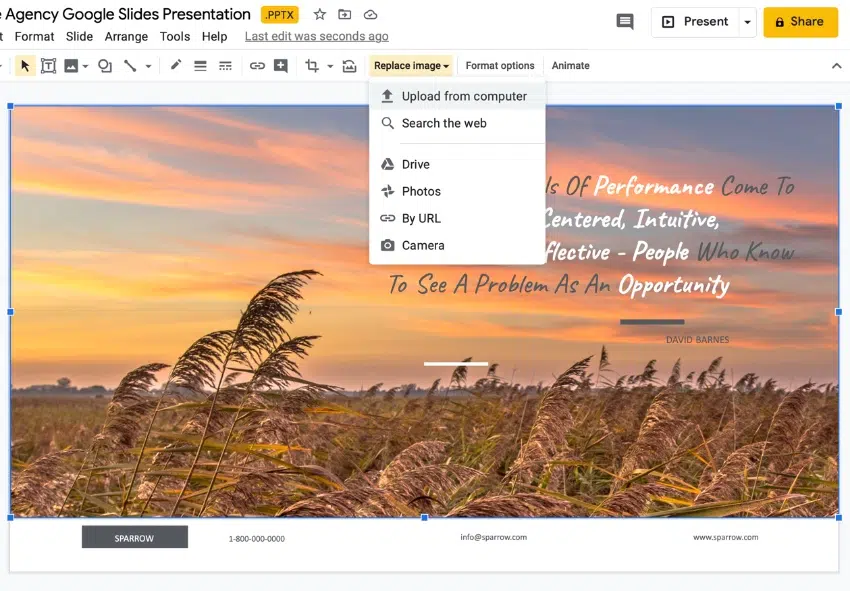 Agency Google Slides Presentation .PPTX
Format Slide Arrange Tools Help Last edit was seconds ago
Present
Share
Replace image Format options Animate
Upload from computer
Search the web
Drive
Photos
By URL
Camera
Of Performance Come To
Centered, Intuitive,
flective - People Who Know
To See A Problem As An Opportunity
DAVID BARNES
SPARROW 1-800-000-0000 info@sparrow.com www.sparrow.com